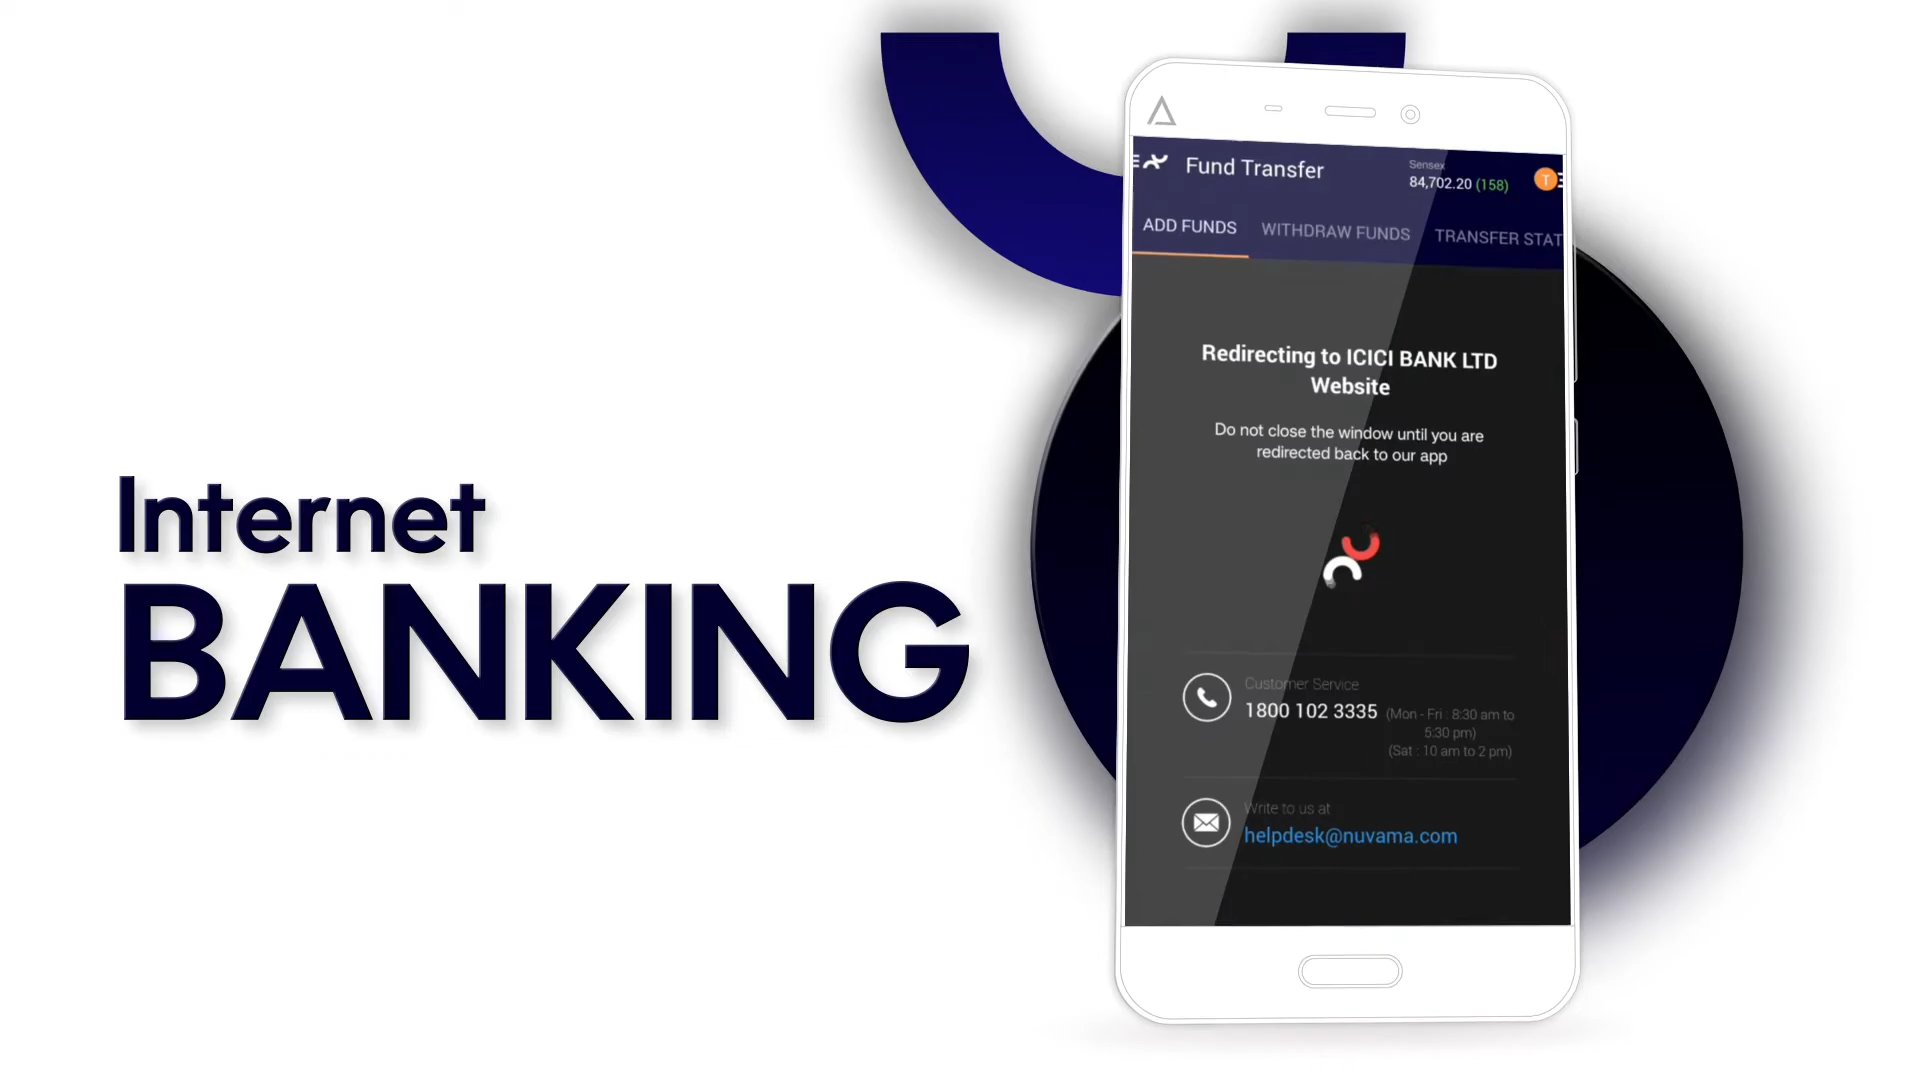 Internet
BANKING
Fund Transfer
Sensex
84,702.20 (158)
T
ADD FUNDS
WITHDRAW FUNDS
TRANSFER STAT
Redirecting to ICICI BANK LTD
Website
Do not close the window until you are
redirected back to our app
Customer Service
1800 102 3335 (Mon - Fri : 8:30 am to
5:30 pm)
(Sat : 10 am to 2 pm)
Write to us at
helpdesk@nuvama.com